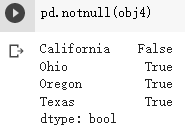 pd.notnull(obj4)
California    False
Ohio           True
Oregon         True
Texas          True
dtype: bool